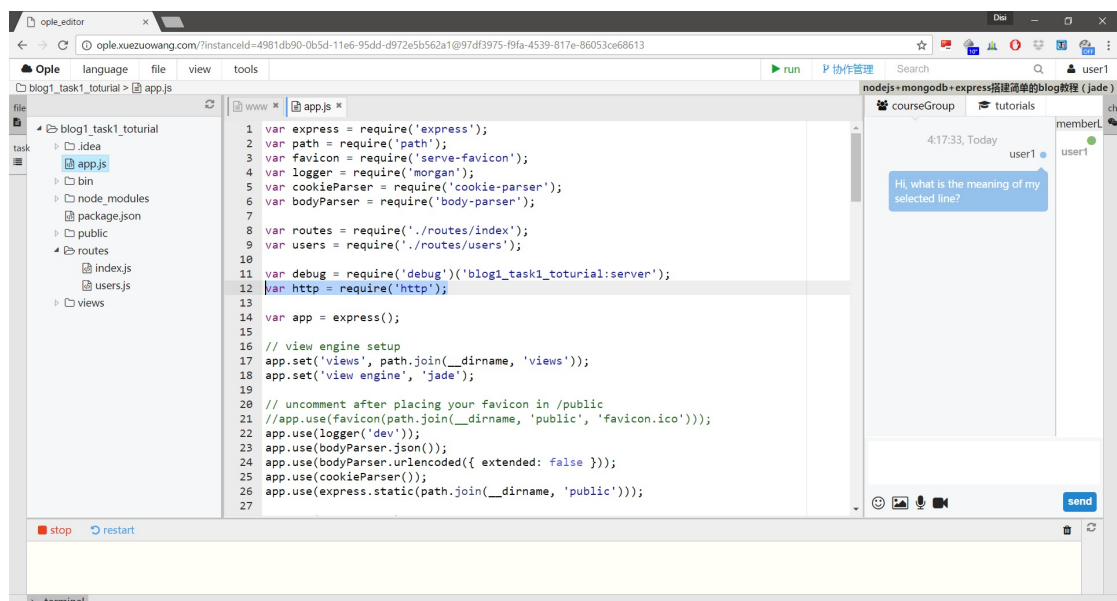 ople_editor
Disi
ople.xuezuowang.com/?instanceId=4981db90-0b5d-11e6-95dd-d972e5b562a1@97df3975-f9fa-4539-817e-86053ce68613
Ople language file view tools
run 协作管理 Search user1
blog1_task1_toturial > app.js
nodejs+mongodb+express搭建简单的blog教程 ( jade )
file
task
blog1_task1_toturial
.idea
app.js
bin
node_modules
package.json
public
routes
index.js
users.js
views
www app.js
1 var express = require('express');
2 var path = require('path');
3 var favicon = require('serve-favicon');
4 var logger = require('morgan');
5 var cookieParser = require('cookie-parser');
6 var bodyParser = require('body-parser');
7
8 var routes = require('./routes/index');
9 var users = require('./routes/users');
10
11 var debug = require('debug')('blog1_task1_toturial:server');
12 var http = require('http');
13
14 var app = express();
15
16 // view engine setup
17 app.set('views', path.join(__dirname, 'views'));
18 app.set('view engine', 'jade');
19
20 // uncomment after placing your favicon in /public
21 //app.use(favicon(path.join(__dirname, 'public', 'favicon.ico')));
22 app.use(logger('dev'));
23 app.use(bodyParser.json());
24 app.use(bodyParser.urlencoded({ extended: false }));
25 app.use(cookieParser());
26 app.use(express.static(path.join(__dirname, 'public')));
27
courseGroup tutorials
ch
memberL
4:17:33, Today
user1
user1
Hi, what is the meaning of my
selected line?
send
stop restart
terminal